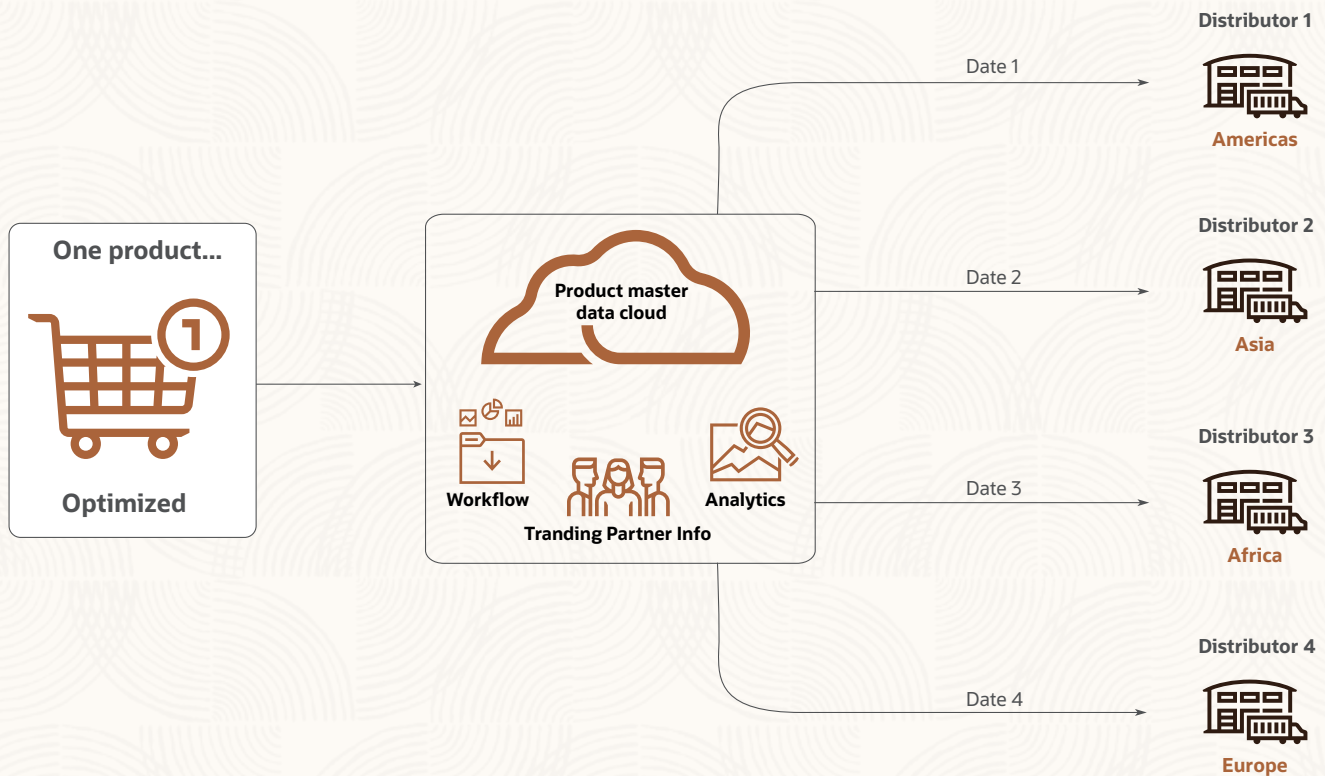 One product...
1
Optimized
Product master
data cloud
Workflow
Tranding Partner Info
Analytics
Date 1
Distributor 1
Americas
Date 2
Distributor 2
Asia
Date 3
Distributor 3
Africa
Date 4
Distributor 4
Europe